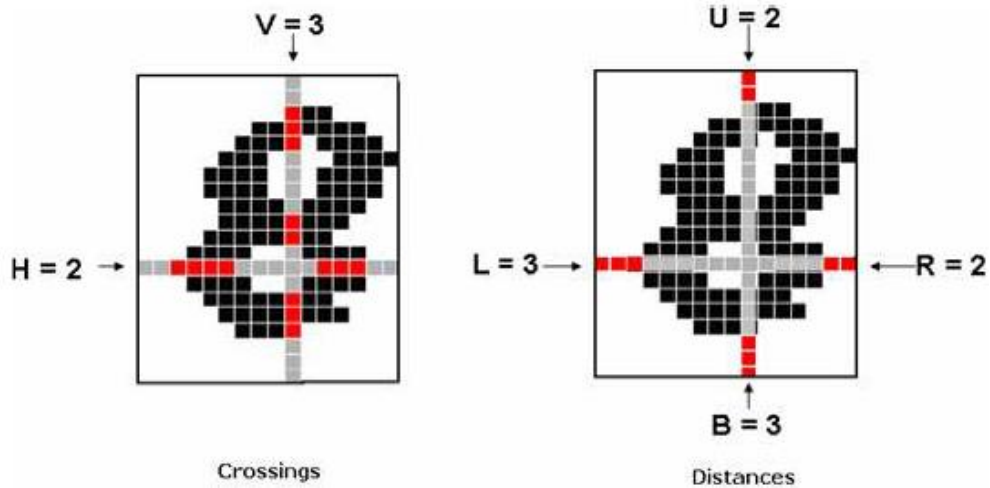 V = 3
U = 2
H = 2
L = 3
R = 2
B = 3
Crossings
Distances